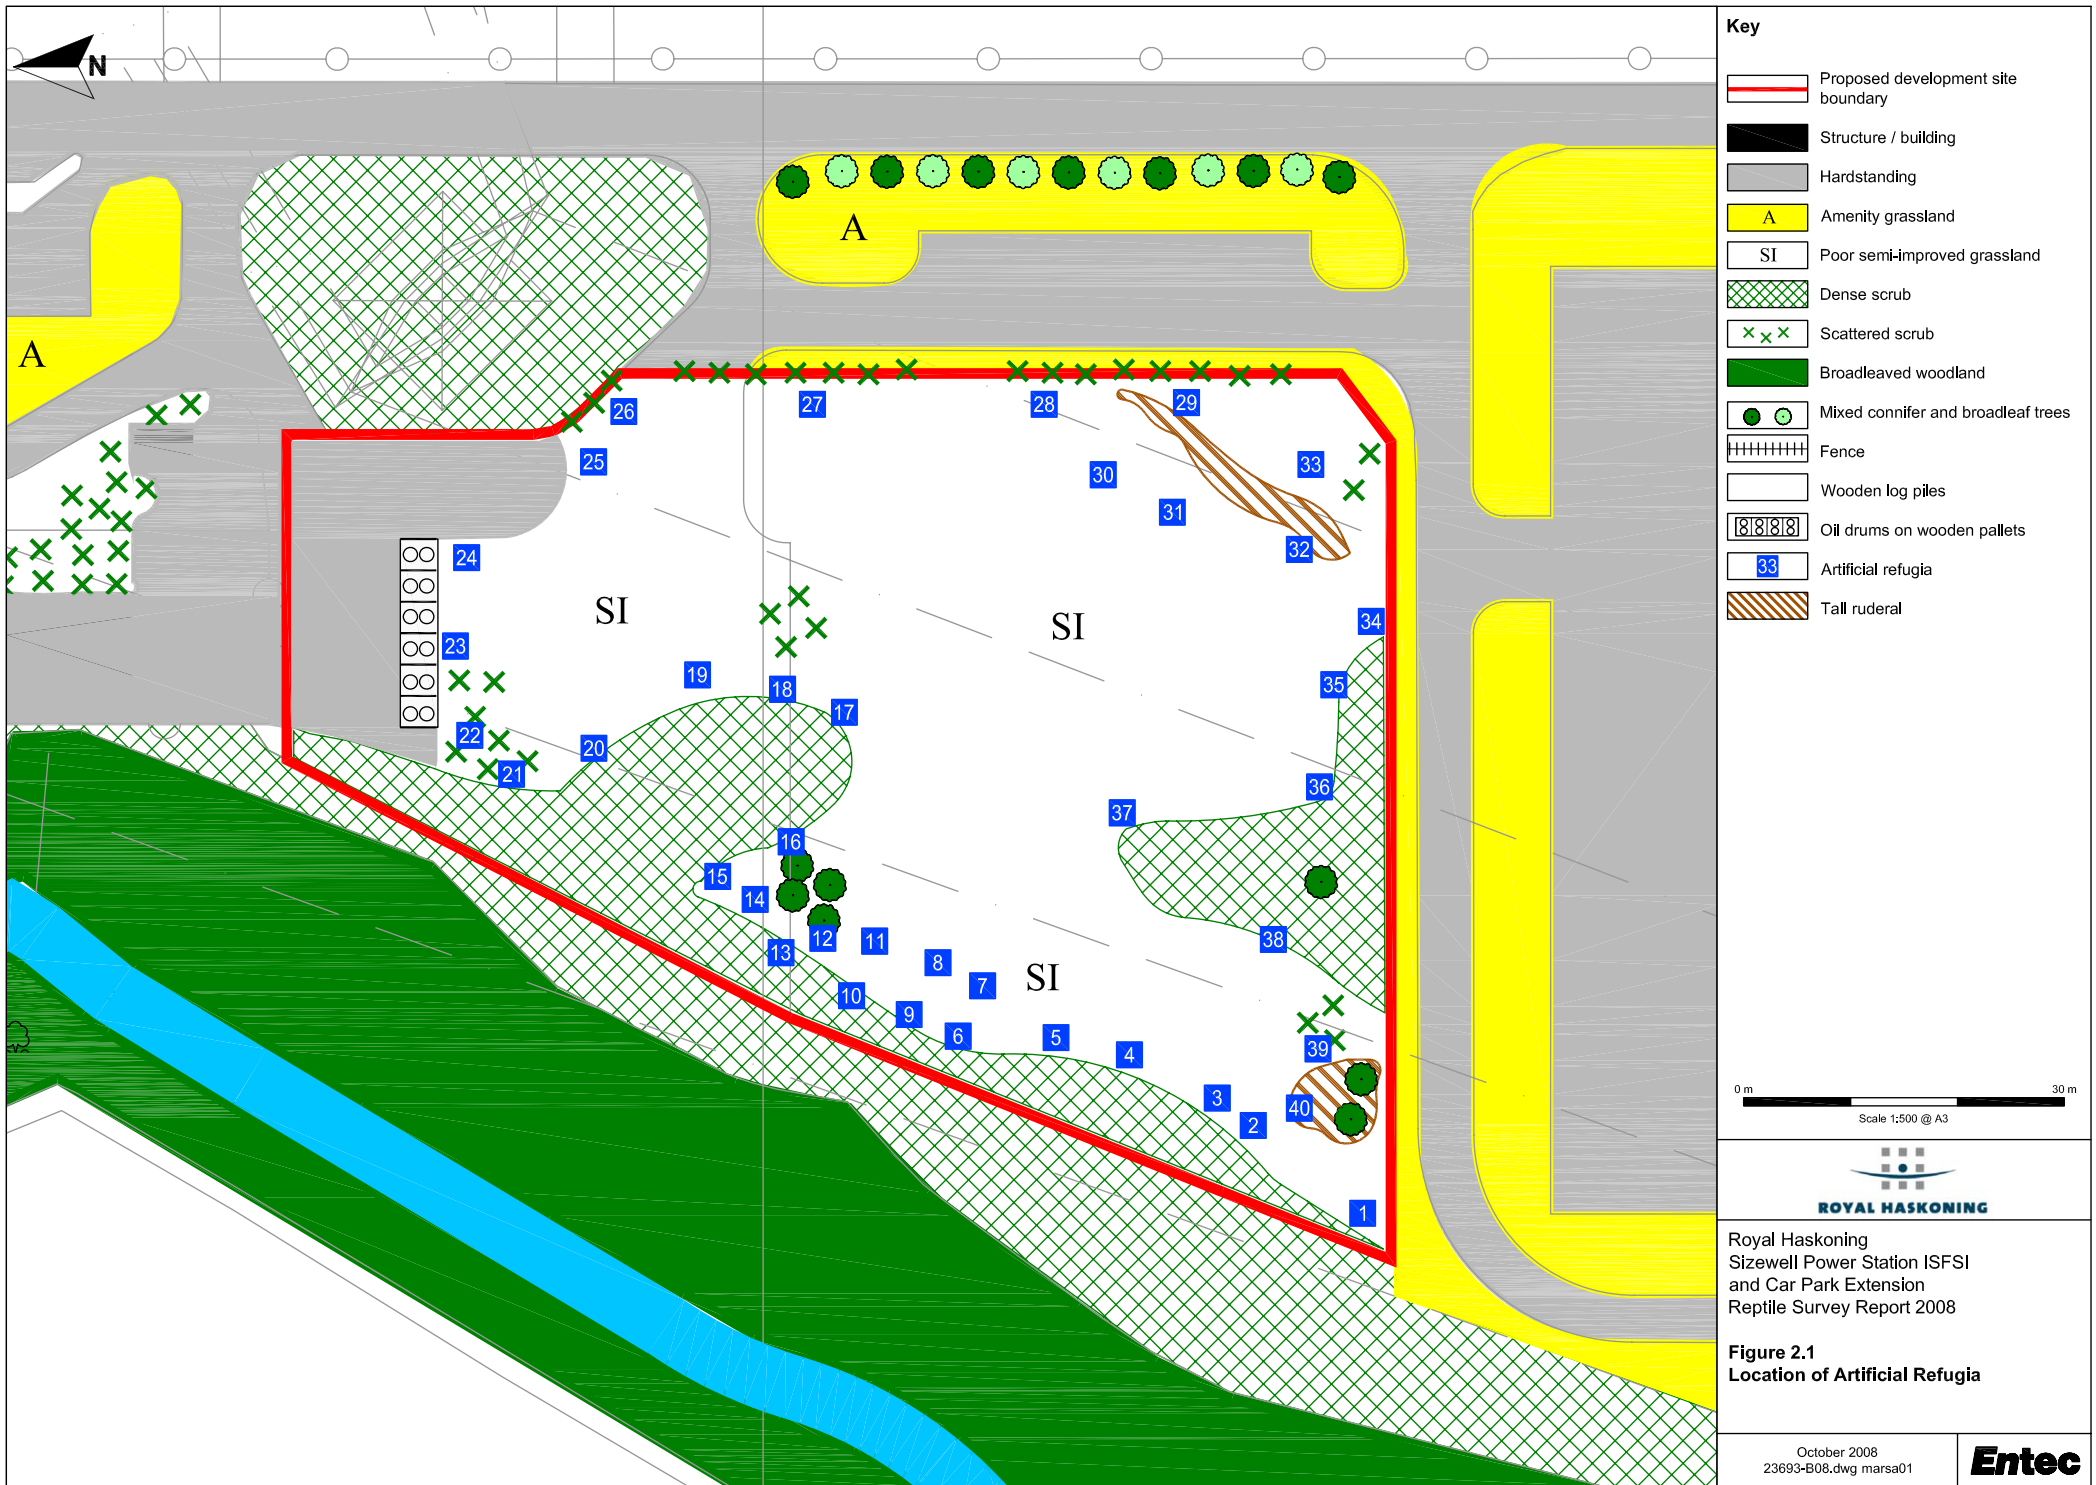 N
A
A
SI
SI
SI
26
27
28
29
25
33
30
31
24
32
34
23
19
18
35
17
22
20
21
36
37
16
15
14
12
11
13
38
8
7
10
9
6
5
4
39
3
40
2
1
Key
Proposed development site
boundary
Structure / building
Hardstanding
A Amenity grassland
SI Poor semi-improved grassland
Dense scrub
Scattered scrub
Broadleaved woodland
Mixed connifer and broadleaf trees
Fence
Wooden log piles
Oil drums on wooden pallets
33 Artificial refugia
Tall ruderal
0 m 30 m
Scale 1:500 @ A3
ROYAL HASKONING
Royal Haskoning
Sizewell Power Station ISFSI
and Car Park Extension
Reptile Survey Report 2008
Figure 2.1
Location of Artificial Refugia
October 2008
23693-B08.dwg marsa01
Entec